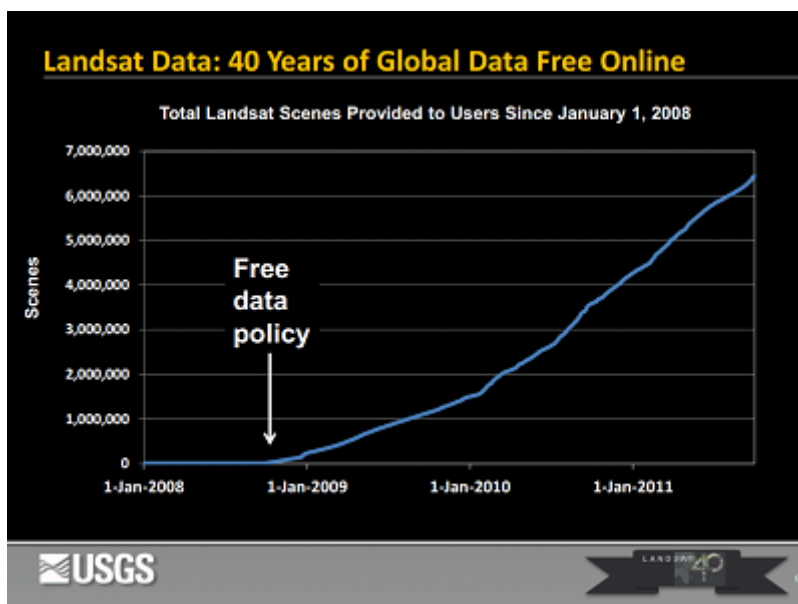 Landsat Data: 40 Years of Global Data Free Online
Total Landsat Scenes Provided to Users Since January 1, 2008
7,000,000
6,000,000
5,000,000
4,000,000
3,000,000
2,000,000
1,000,000
0
Scenes
Free
data
policy
1-Jan-2008
1-Jan-2009
1-Jan-2010
1-Jan-2011
USGS
LANDSAT 40